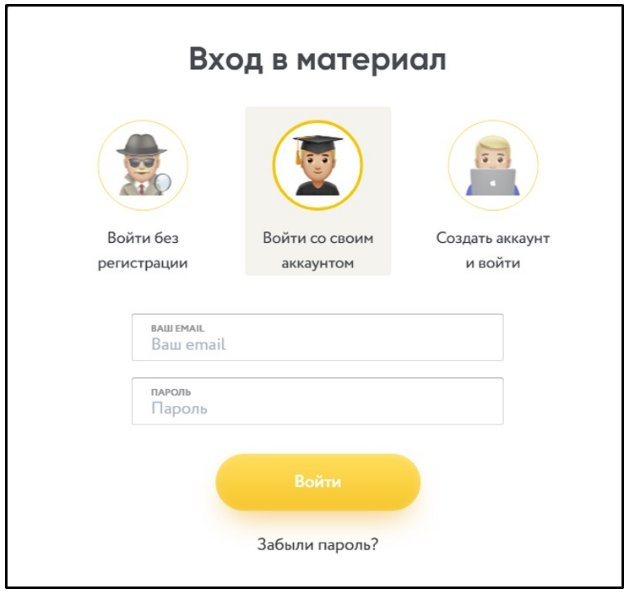 Вход в материал
Войти без
регистрации
Войти со своим
аккаунтом
Создать аккаунт
и войти
ВАШ EMAIL
Ваш email
ПАРОЛЬ
Пароль
Войти
Забыли пароль?